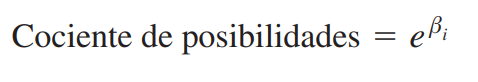 Cociente de posibilidades = e^{β_i}